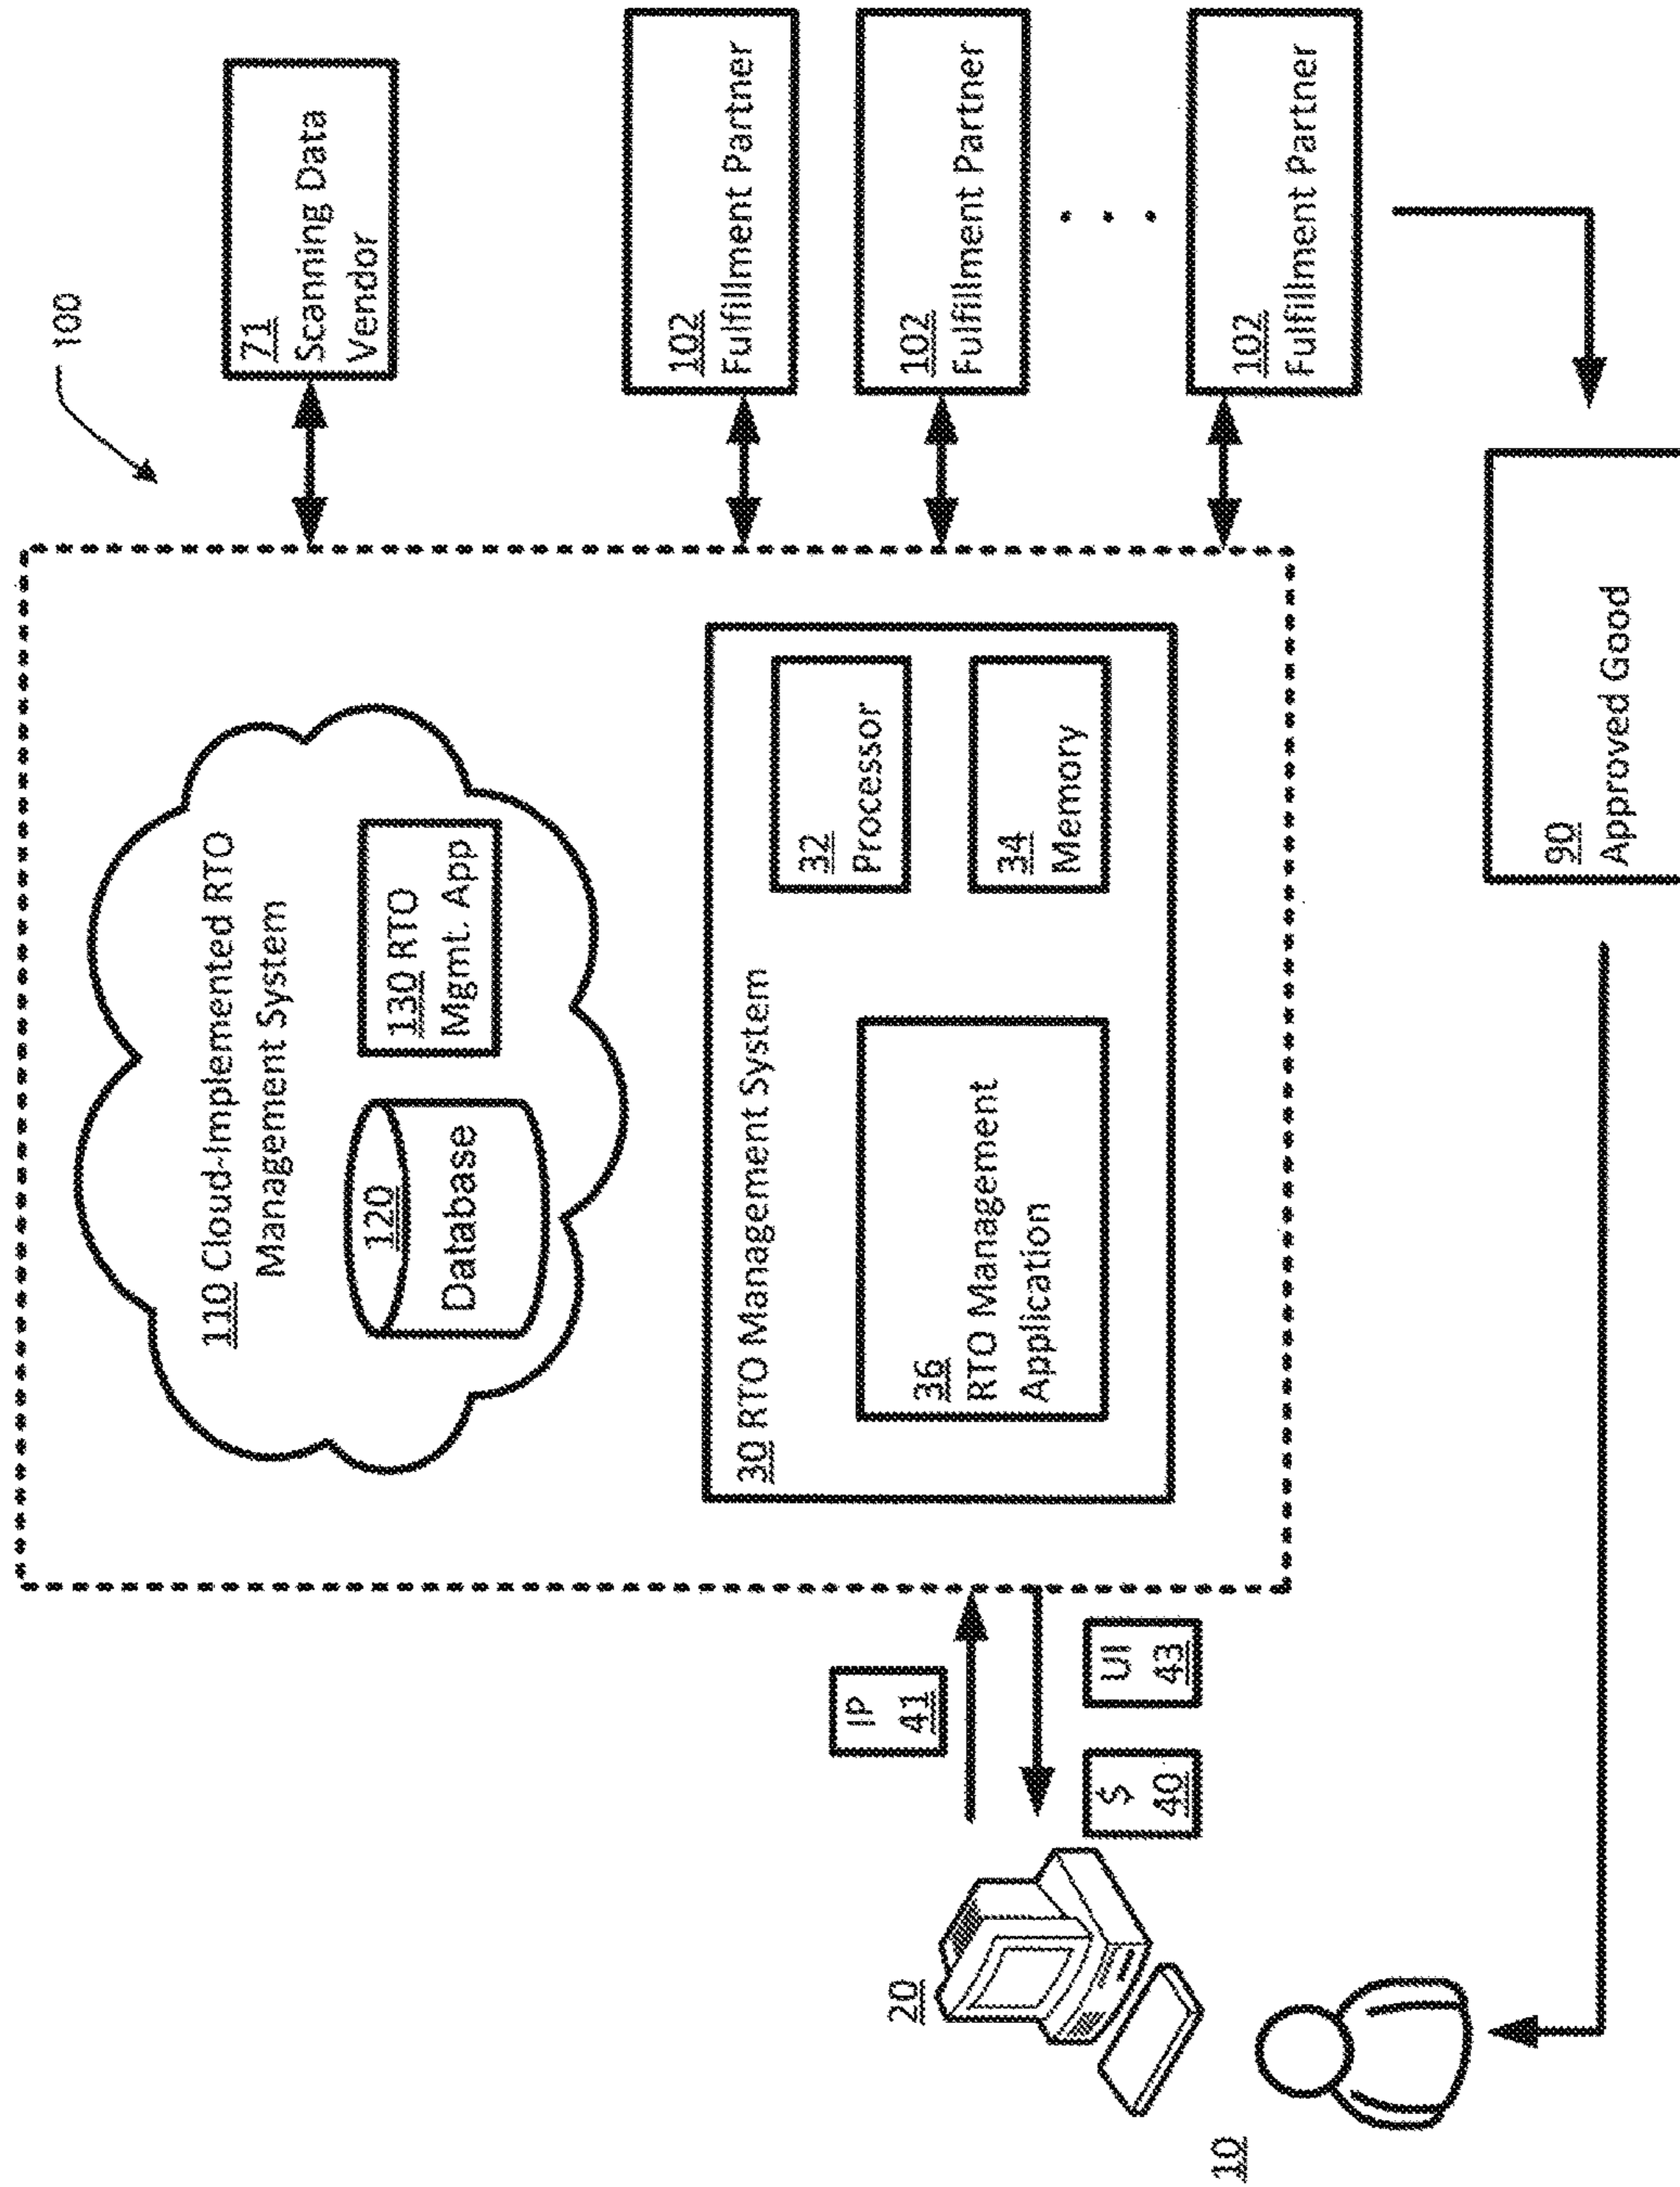 100
110 Cloud-Implemented RTO
Management System
120
Database
130 RTO
Mgmt. App
71
Scanning Data
Vendor
30 RTO Management System
36
RTO Management
Application
32
Processor
34
Memory
102
Fulfillment Partner
102
Fulfillment Partner
102
Fulfillment Partner
IP
41
$
40
UI
43
20
10
90
Approved Good